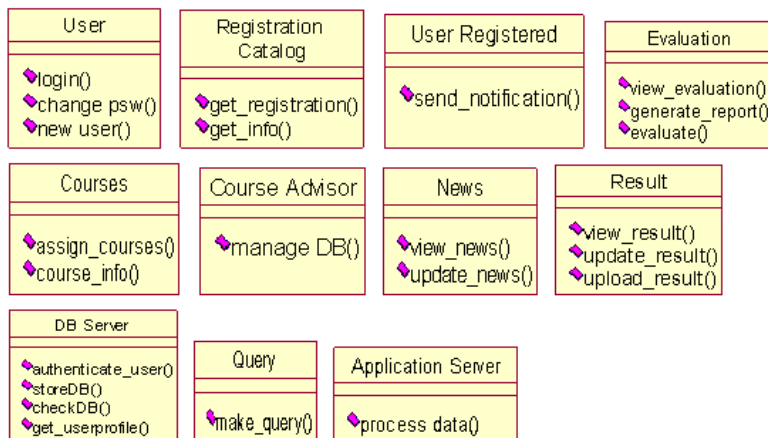 User
login()
change psw()
new user()
Registration
Catalog
get_registration()
get_info()
User Registered
send_notification()
Evaluation
view_evaluation()
generate_report()
evaluate()
Courses
assign_courses()
course_info()
Course Advisor
manage DB()
News
view_news()
update_news()
Result
view_result()
update_result()
upload_result()
DB Server
authenticate_user()
storeDB()
checkDB()
get_userprofile()
Query
make_query()
Application Server
process data()